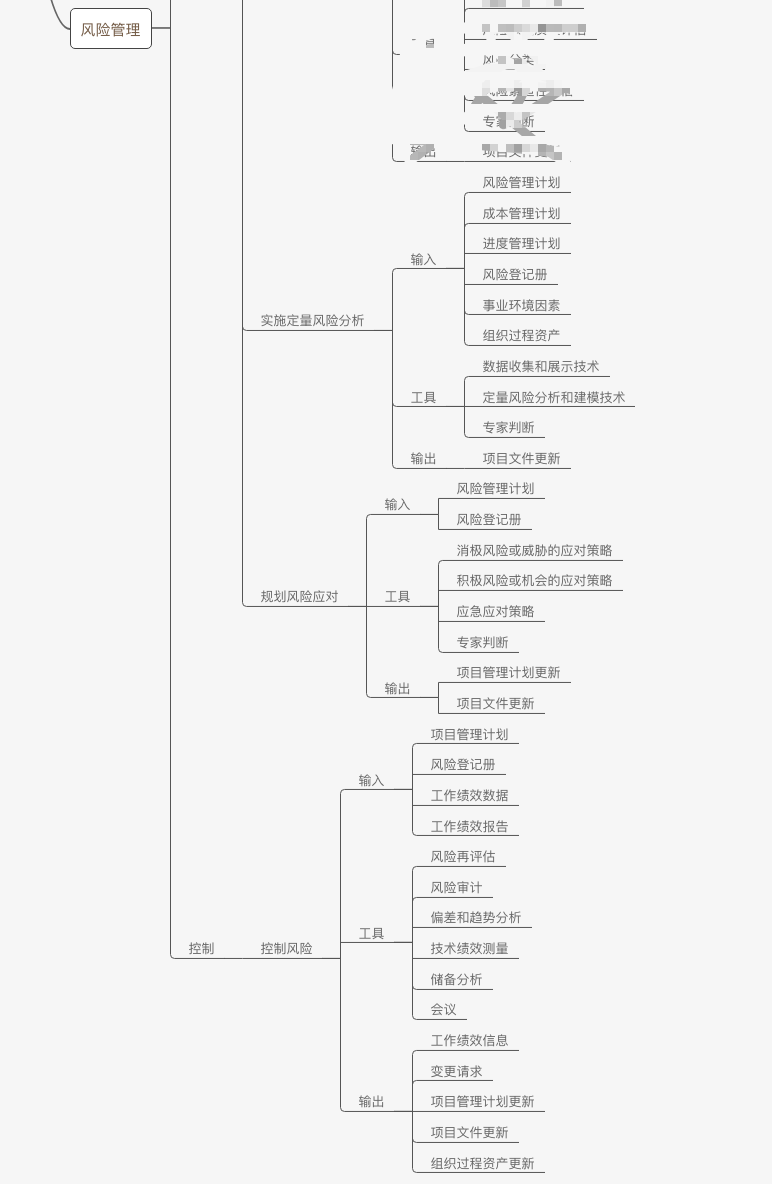 风险管理
专家判断
输出
项目文件更新
实施定量风险分析
输入
风险管理计划
成本管理计划
进度管理计划
风险登记册
事业环境因素
组织过程资产
工具
数据收集和展示技术
定量风险分析和建模技术
专家判断
输出
项目文件更新
规划风险应对
输入
风险管理计划
风险登记册
工具
消极风险或威胁的应对策略
积极风险或机会的应对策略
应急应对策略
专家判断
输出
项目管理计划更新
项目文件更新
控制
控制风险
输入
项目管理计划
风险登记册
工作绩效数据
工作绩效报告
工具
风险再评估
风险审计
偏差和趋势分析
技术绩效测量
储备分析
会议
输出
工作绩效信息
变更请求
项目管理计划更新
项目文件更新
组织过程资产更新